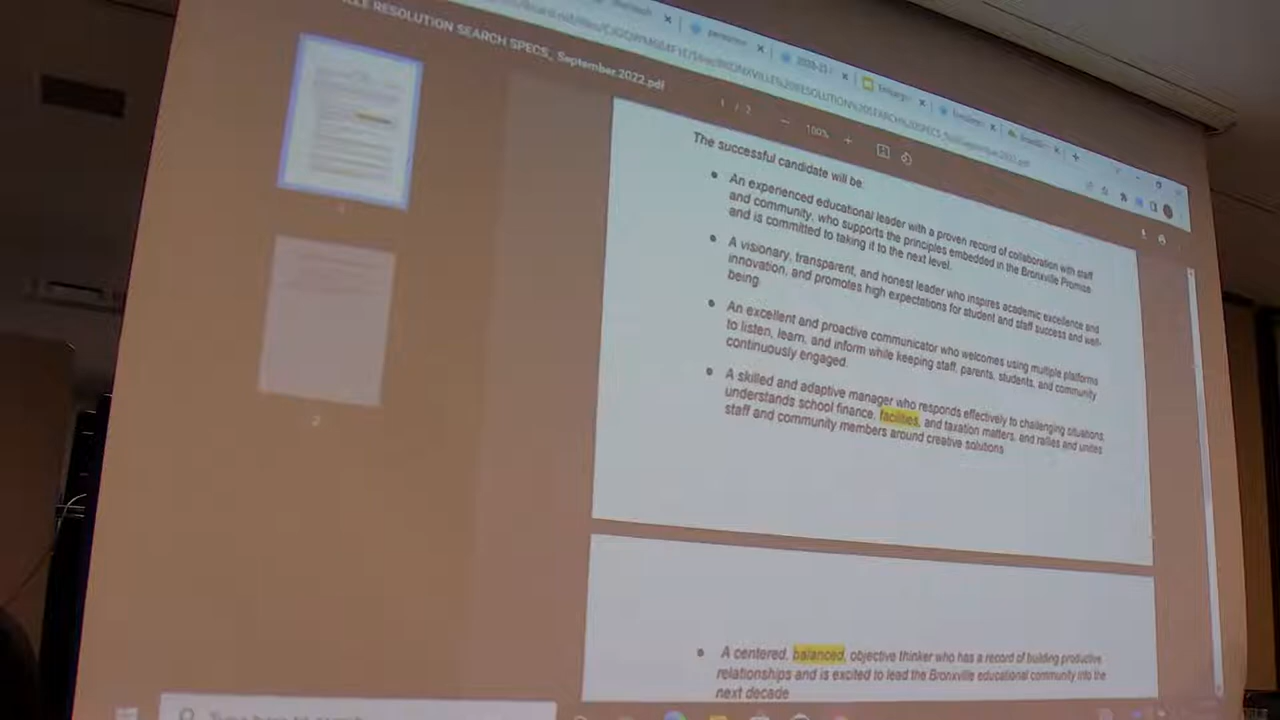 RESOLUTION SEARCH SPECS_ September 2022.pdf
1 / 2
100%
The successful candidate will be:
• An experienced educational leader with a proven record of collaboration with staff
and community, who supports the principles embedded in the Bronxville Promise
and is committed to taking it to the next level.
• A visionary, transparent, and honest leader who inspires academic excellence and
innovation, and promotes high expectations for student and staff success and well-
being.
• An excellent and proactive communicator who welcomes using multiple platforms
to listen, learn, and inform while keeping staff, parents, students, and community
continuously engaged.
• A skilled and adaptive manager who responds effectively to challenging situations,
understands school finance, facilities, and taxation matters, and rallies and unites
staff and community members around creative solutions
1
2
• A centered, balanced, objective thinker who has a record of building productive
relationships and is excited to lead the Bronxville educational community into the
next decade